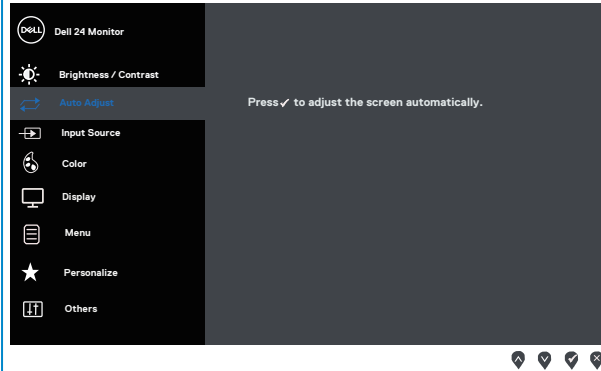 DELL
Dell 24 Monitor
Brightness / Contrast
Auto Adjust
Press ✓ to adjust the screen automatically.
Input Source
Color
Display
Menu
Personalize
Others